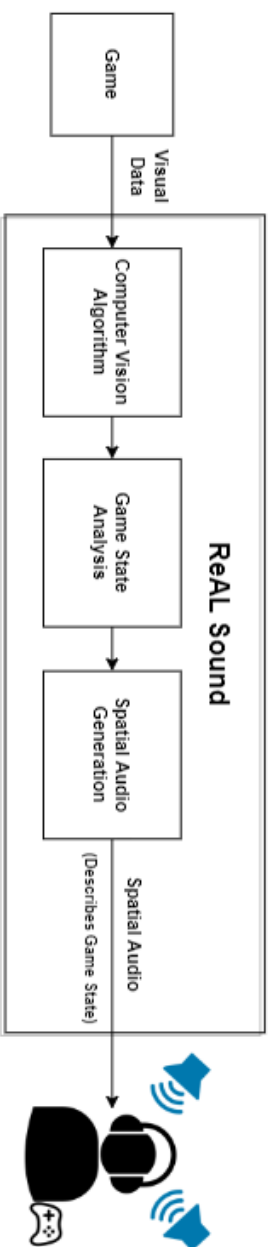 ReAL Sound
Game
Visual
Data
Computer Vision
Algorithm
Game State
Analysis
Spatial Audio
Generation
Spatial Audio
(Describes Game State)